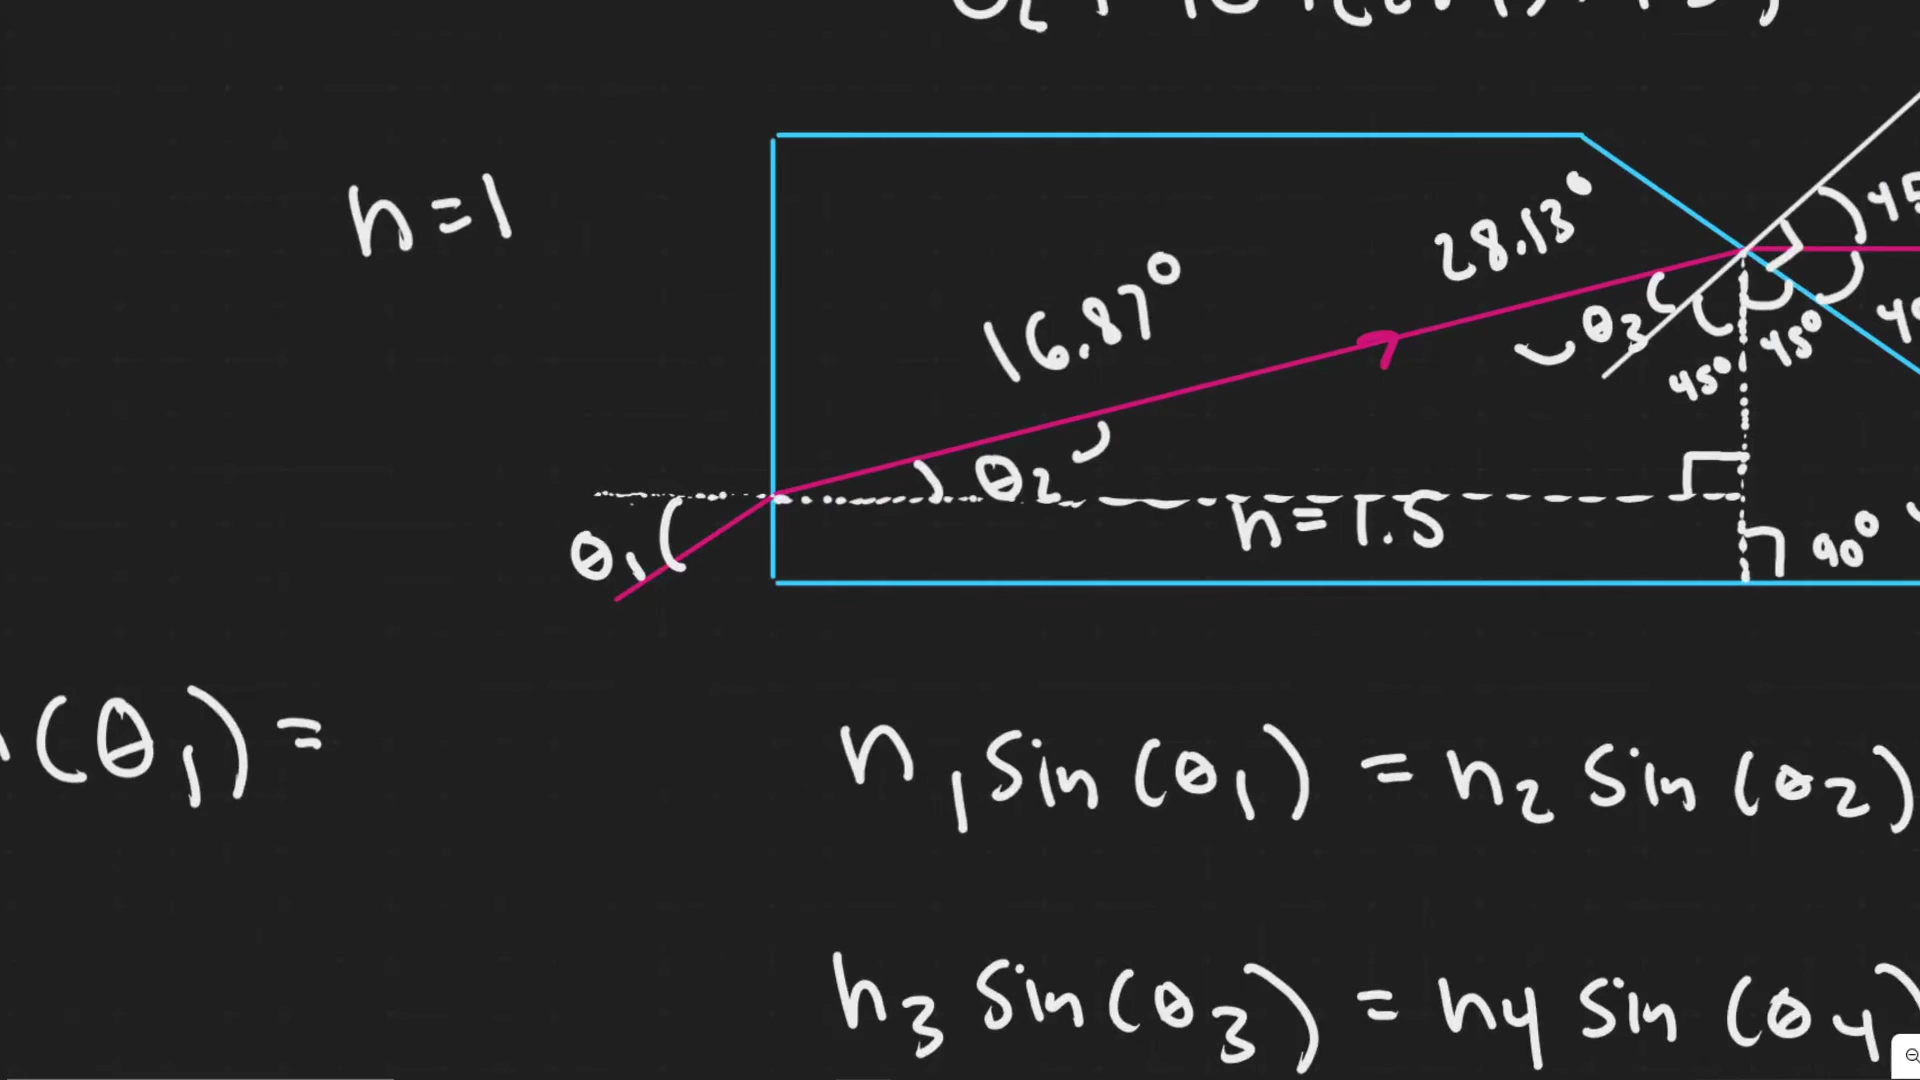 n=1
28.13°
16.87°
45
θ3
45°
45°
θ2
n=1.5
90°
θ1
(θ1) =
n1 sin(θ1) = n2 sin(θ2)
n3 sin(θ3) = n4 sin(θ4)